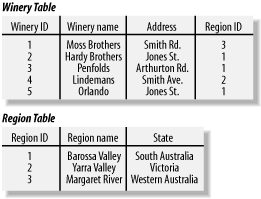 Winery Table
Winery ID Winery name Address Region ID
1 Moss Brothers Smith Rd. 3
2 Hardy Brothers Jones St. 1
3 Penfolds Arthurton Rd. 1
4 Lindemans Smith Ave. 2
5 Orlando Jones St. 1
Region Table
Region ID Region name State
1 Barossa Valley South Australia
2 Yarra Valley Victoria
3 Margaret River Western Australia